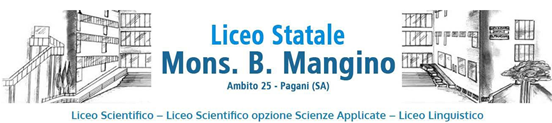 Liceo Statale
Mons. B. Mangino
Ambito 25 - Pagani (SA)
Liceo Scientifico – Liceo Scientifico opzione Scienze Applicate – Liceo Linguistico